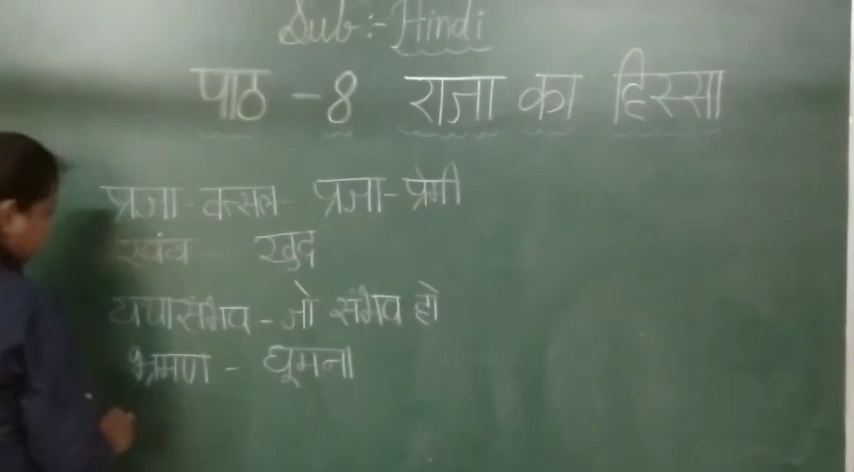 Sub:- Hindi
पाठ - 8 राजा का हिस्सा
प्रजा - वत्सल - प्रजा - प्रेमी
स्वंय - खुद
यथासंभव - जो संभव हो
भ्रमण - घूमना